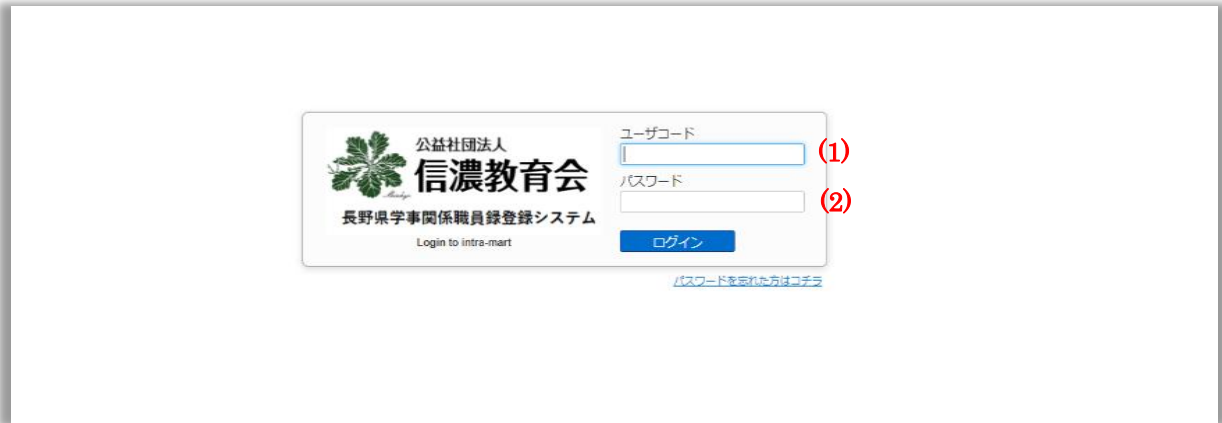 公益社団法人
信濃教育会
長野県学事関係職員録登録システム
Login to intra-mart
ユーザコード
(1)
パスワード
(2)
ログイン
パスワードを忘れた方はコチラ